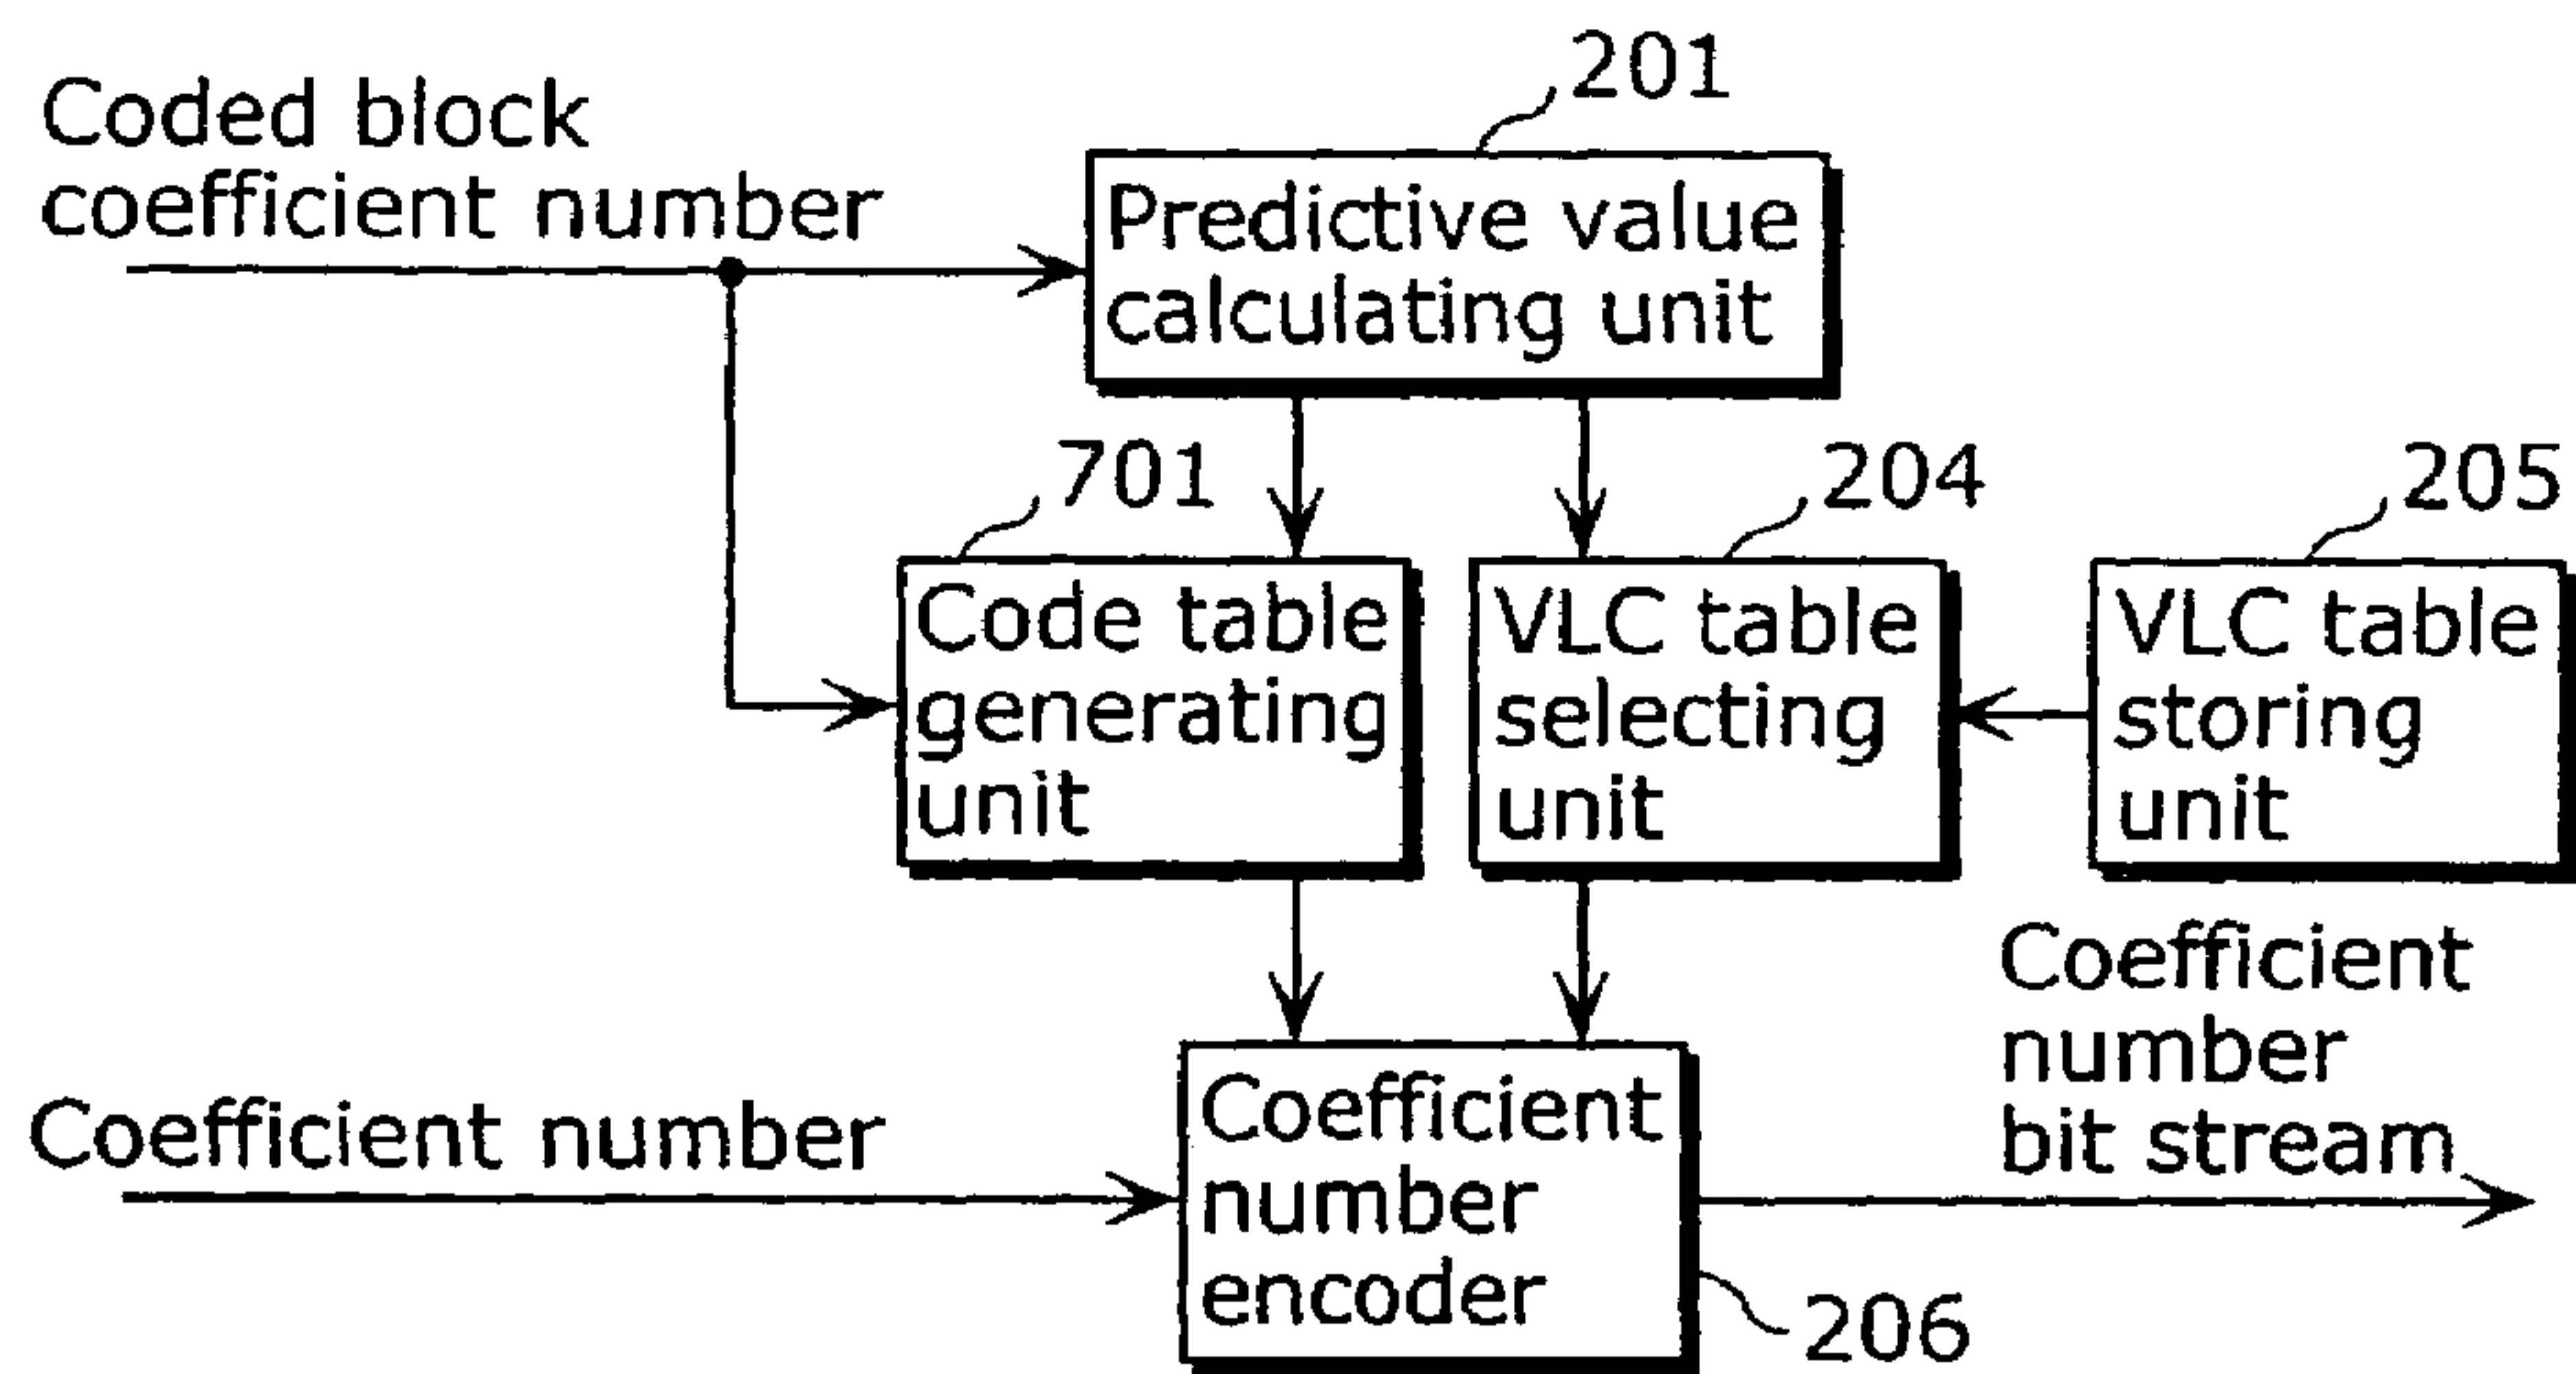 201
Coded block
coefficient number
Predictive value
calculating unit
701
204
205
Code table
generating
unit
VLC table
selecting
unit
VLC table
storing
unit
Coefficient
number
bit stream
Coefficient number
Coefficient
number
encoder
206